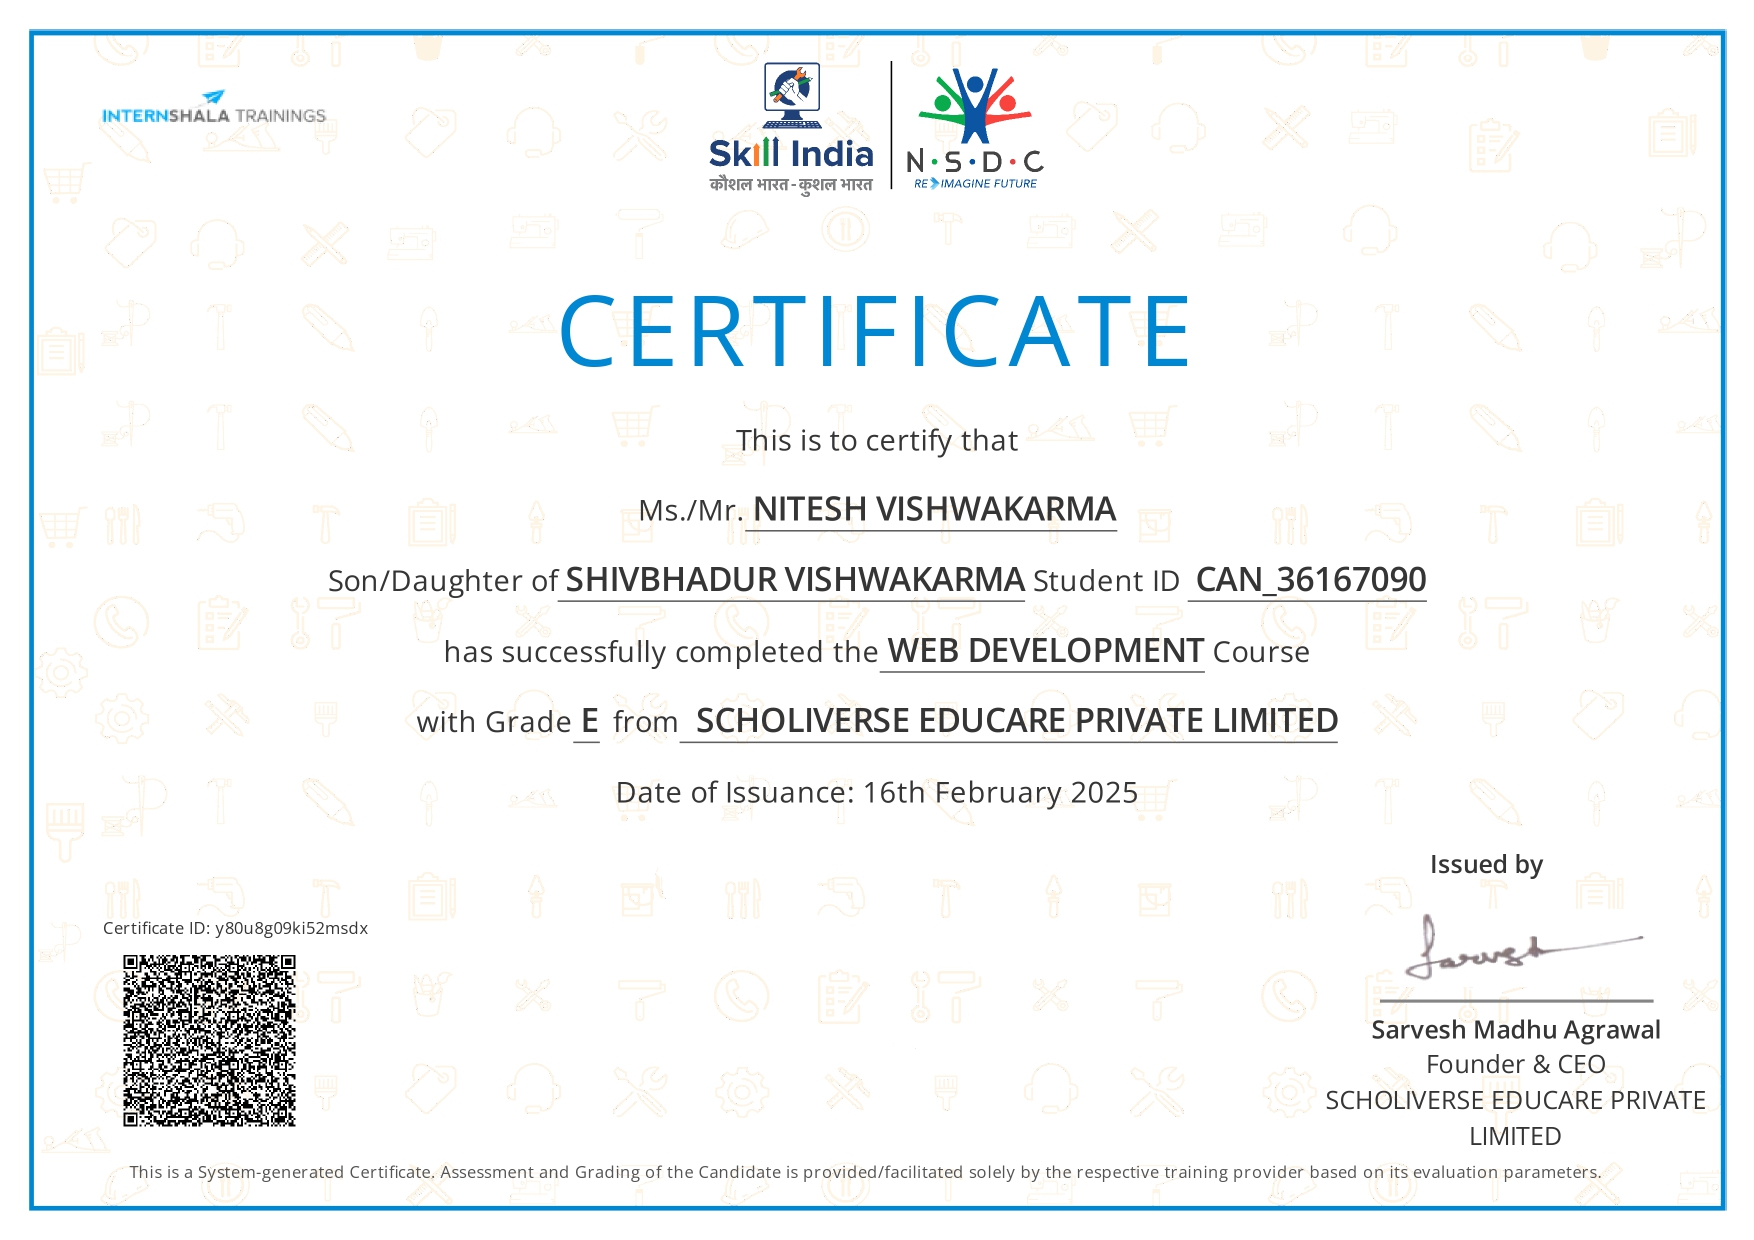 INTERNSHALA TRAININGS
Skill India
कौशल भारत - कुशल भारत
N·S·D·C
RE IMAGINE FUTURE
CERTIFICATE
This is to certify that
Ms./Mr. NITESH VISHWAKARMA
Son/Daughter of SHIVBHADUR VISHWAKARMA Student ID CAN_36167090
has successfully completed the WEB DEVELOPMENT Course
with Grade E from SCHOLIVERSE EDUCARE PRIVATE LIMITED
Date of Issuance: 16th February 2025
Issued by
Certificate ID: y80u8g09ki52msdx
Sarvesh
Sarvesh Madhu Agrawal
Founder & CEO
SCHOLIVERSE EDUCARE PRIVATE
LIMITED
This is a System-generated Certificate. Assessment and Grading of the Candidate is provided/facilitated solely by the respective training provider based on its evaluation parameters.